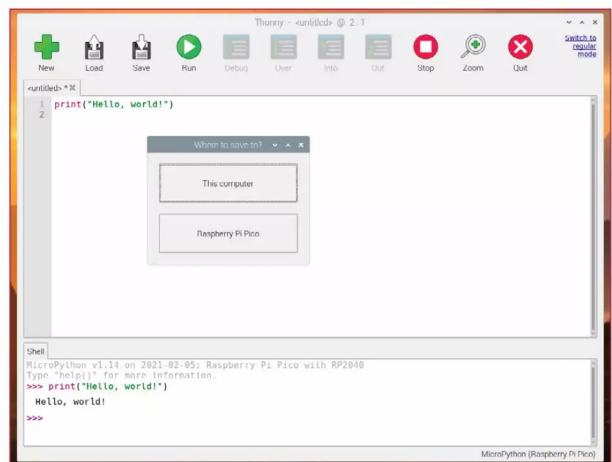 Thonny - <untitled> @ 2:1
New Load Save Run Debug Over Into Out Stop Zoom Quit
Switch to
regular
mode
<untitled> *
1 print("Hello, world!")
2
Where to save to?
This computer
Raspberry Pi Pico
Shell
MicroPython v1.14 on 2021-02-05; Raspberry Pi Pico with RP2040
Type "help()" for more information.
>>> print("Hello, world!")
Hello, world!
>>>
MicroPython (Raspberry Pi Pico)